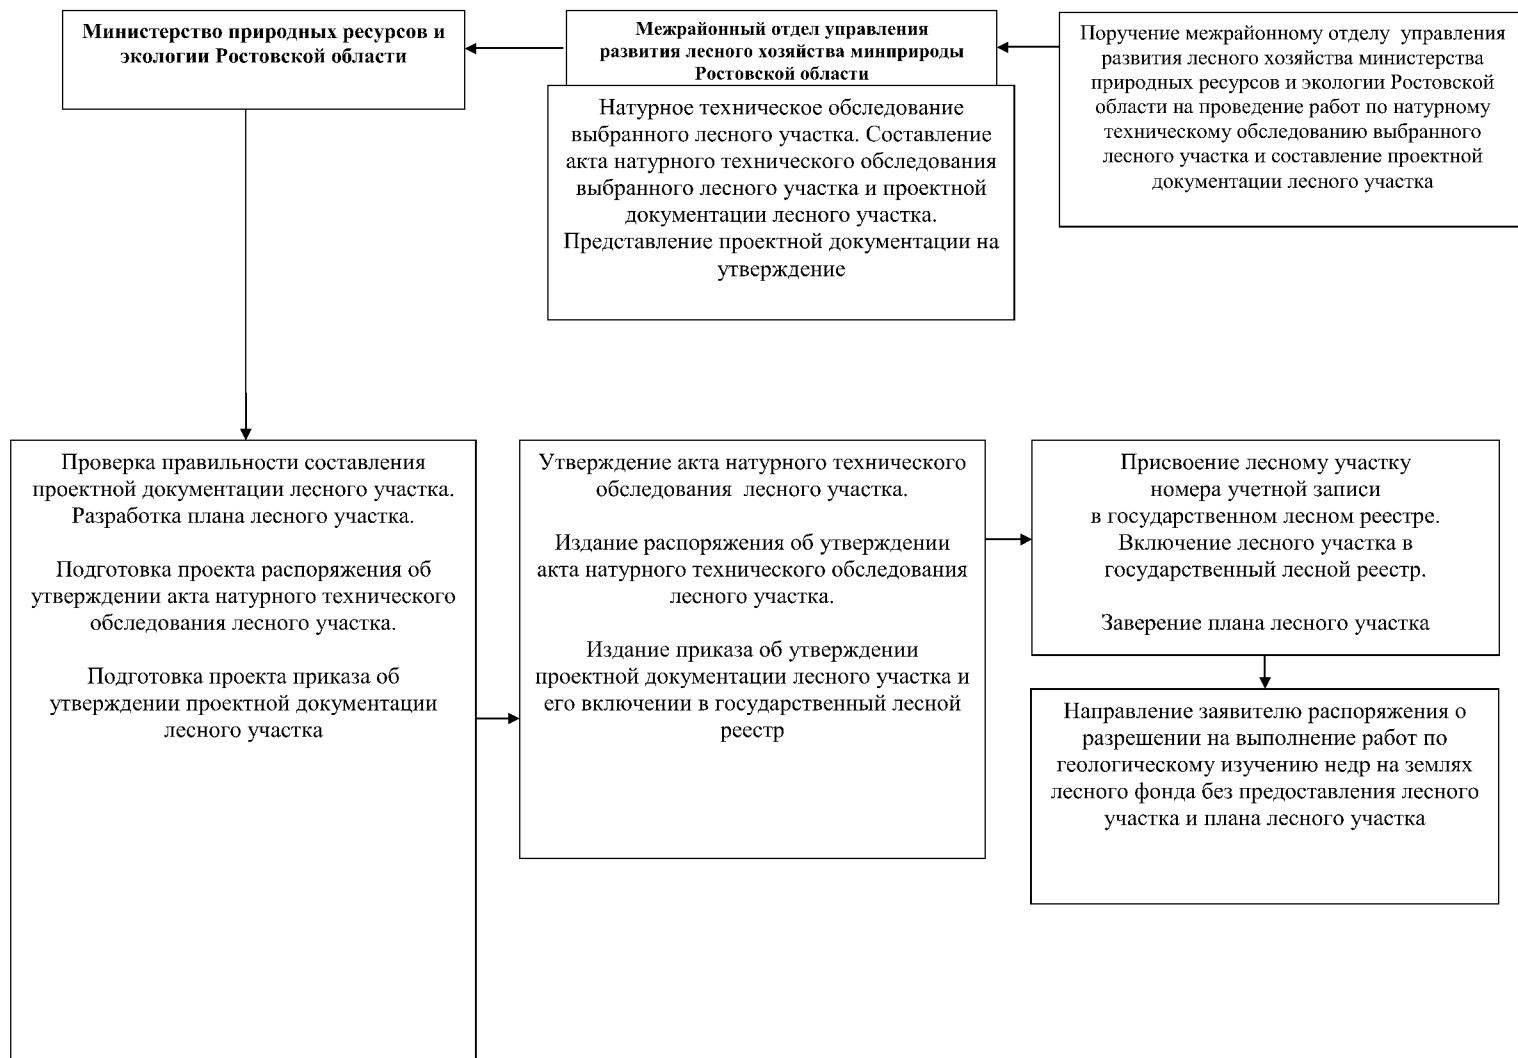 Министерство природных ресурсов и
экологии Ростовской области
Межрайонный отдел управления
развития лесного хозяйства минприроды
Ростовской области
Натурное техническое обследование
выбранного лесного участка. Составление
акта натурного технического обследования
выбранного лесного участка и проектной
документации лесного участка.
Представление проектной документации на
утверждение
Поручение межрайонному отделу управления
развития лесного хозяйства министерства
природных ресурсов и экологии Ростовской
области на проведение работ по натурному
техническому обследованию выбранного
лесного участка и составление проектной
документации лесного участка
Проверка правильности составления
проектной документации лесного участка.
Разработка плана лесного участка.
Подготовка проекта распоряжения об
утверждении акта натурного технического
обследования лесного участка.
Подготовка проекта приказа об
утверждении проектной документации
лесного участка
Утверждение акта натурного технического
обследования лесного участка.
Издание распоряжения об утверждении
акта натурного технического обследования
лесного участка.
Издание приказа об утверждении
проектной документации лесного участка и
его включении в государственный лесной
реестр
Присвоение лесному участку
номера учетной записи
в государственном лесном реестре.
Включение лесного участка в
государственный лесной реестр.
Заверение плана лесного участка
Направление заявителю распоряжения о
разрешении на выполнение работ по
геологическому изучению недр на землях
лесного фонда без предоставления лесного
участка и плана лесного участка